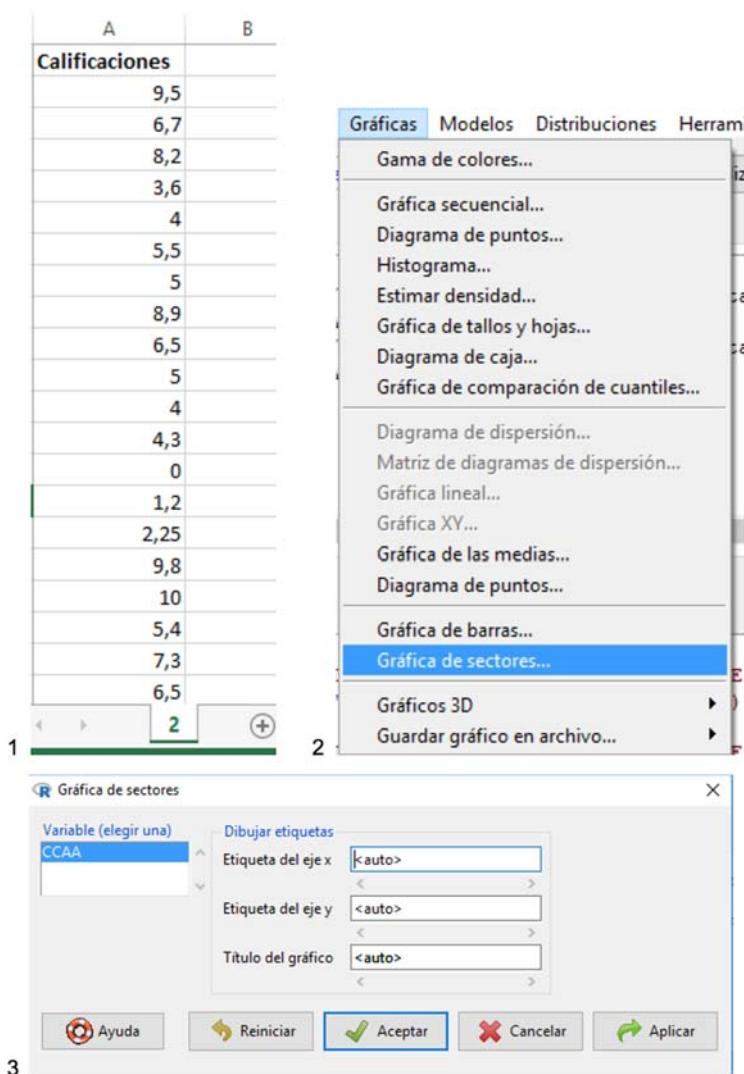 A B
Calificaciones
9,5
6,7
8,2
3,6
4
5,5
5
8,9
6,5
5
4
4,3
0
1,2
2,25
9,8
10
5,4
7,3
6,5
2
1
Gráficas Modelos Distribuciones
Gama de colores...
Gráfica secuencial...
Diagrama de puntos...
Histograma...
Estimar densidad...
Gráfica de tallos y hojas...
Diagrama de caja...
Gráfica de comparación de cuantiles...
Diagrama de dispersión...
Matriz de diagramas de dispersión...
Gráfica lineal...
Gráfica XY...
Gráfica de las medias...
Diagrama de puntos...
Gráfica de barras...
Gráfica de sectores...
Gráficos 3D
Guardar gráfico en archivo...
2
R Gráfica de sectores
Variable (elegir una)
CCAA
Dibujar etiquetas
Etiqueta del eje x <auto>
Etiqueta del eje y <auto>
Título del gráfico <auto>
Ayuda Reiniciar Aceptar Cancelar Aplicar
3